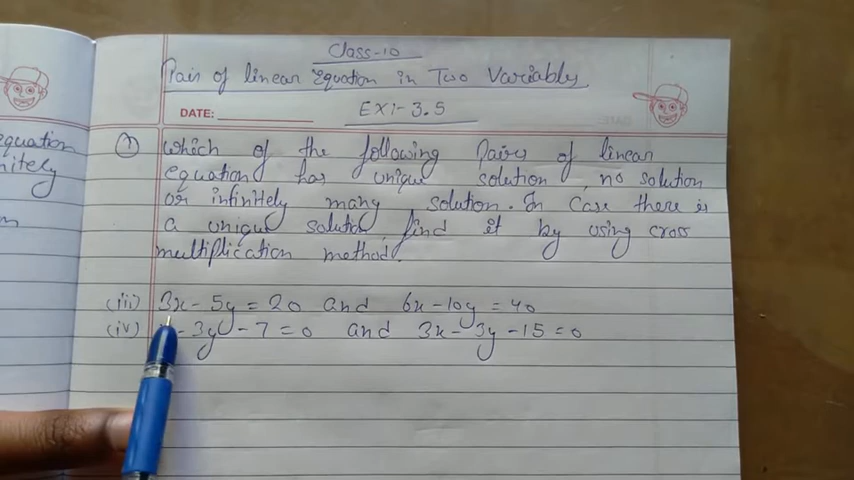 Class-10
Pair of linear Equation in Two Variables
DATE:
EX:- 3.5
equation
nitely
m
① which of the following Pairs of linear
equation has unique solution, no solution
or infinitely many solution. In Case there is
a unique solution, find it by using cross
multiplication method.
(iii) 3x - 5y = 20 and 6x - 10y = 40
(iv) - 3y - 7 = 0 and 3x - 3y - 15 = 0